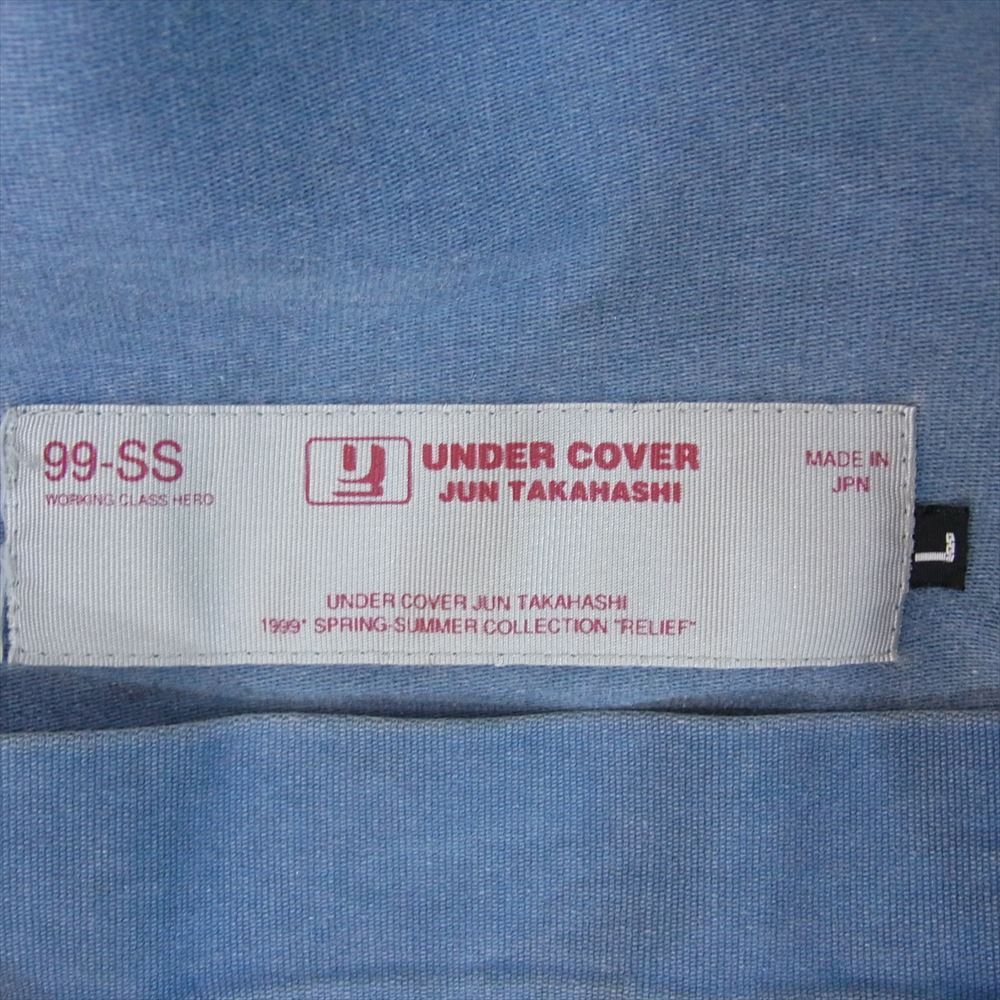 99-SS
WORKING CLASS HERO
UNDER COVER
JUN TAKAHASHI
MADE IN
JPN
L
UNDER COVER JUN TAKAHASHI
1999' SPRING-SUMMER COLLECTION "RELIEF"